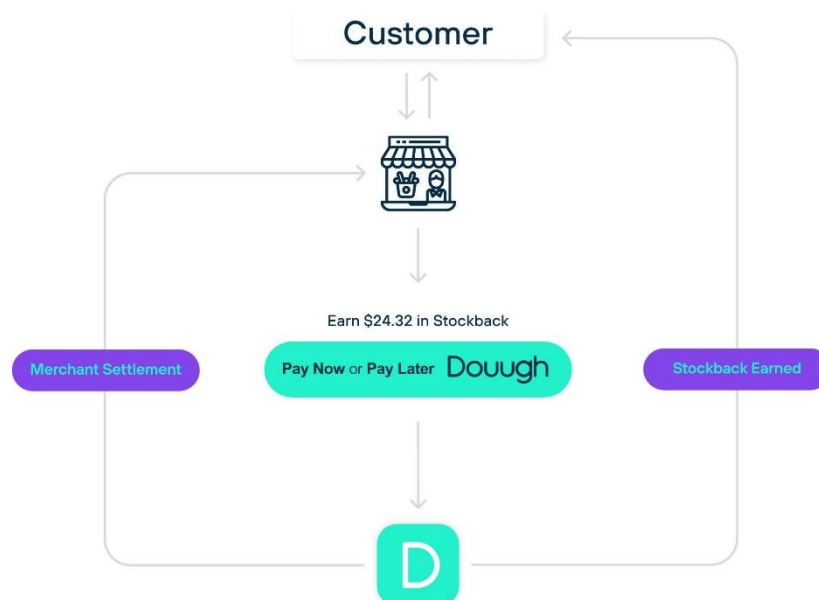 Customer
Earn $24.32 in Stockback
Merchant Settlement
Pay Now or Pay Later Douugh
Stockback Earned
D